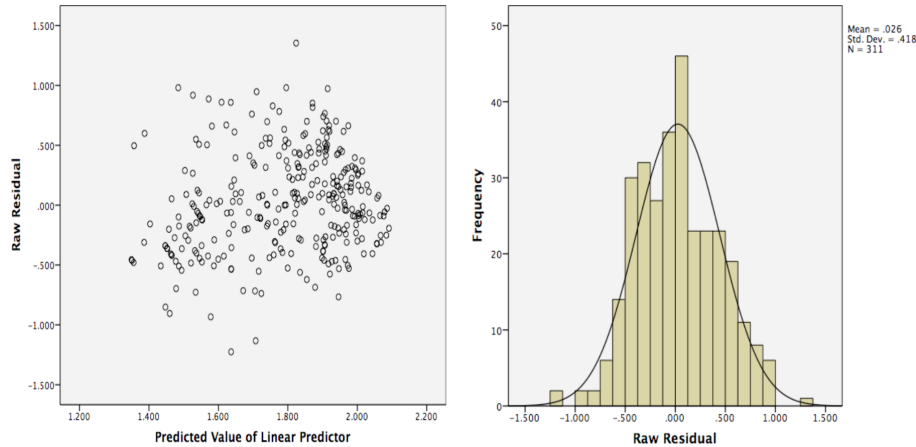 1.500
1.000
.500
.000
-.500
-1.000
-1.500
Raw Residual
1.200 1.400 1.600 1.800 2.000 2.200
Predicted Value of Linear Predictor
50
40
30
20
10
0
Frequency
-1.500 -1.000 -.500 .000 .500 1.000 1.500
Raw Residual
Mean = .026
Std. Dev. = .418
N = 311